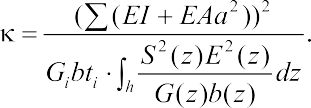 κ = (∑(EI + EAa²))² / (G_i b t_i · ∫_h (S²(z)E²(z) / (G(z)b(z))) dz).